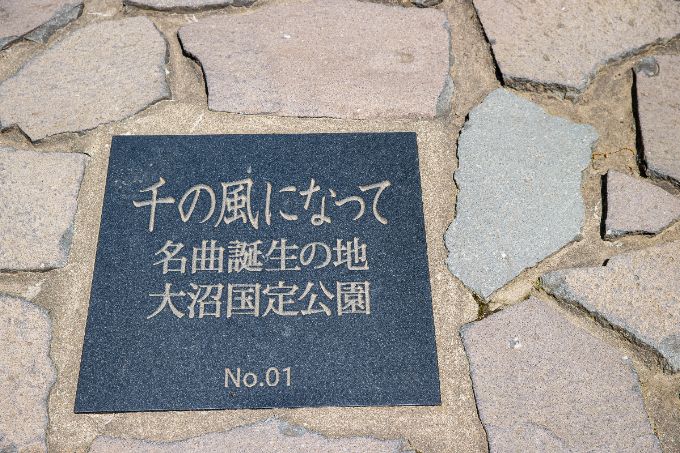 千の風になって
名曲誕生の地
大沼国定公園
No.01